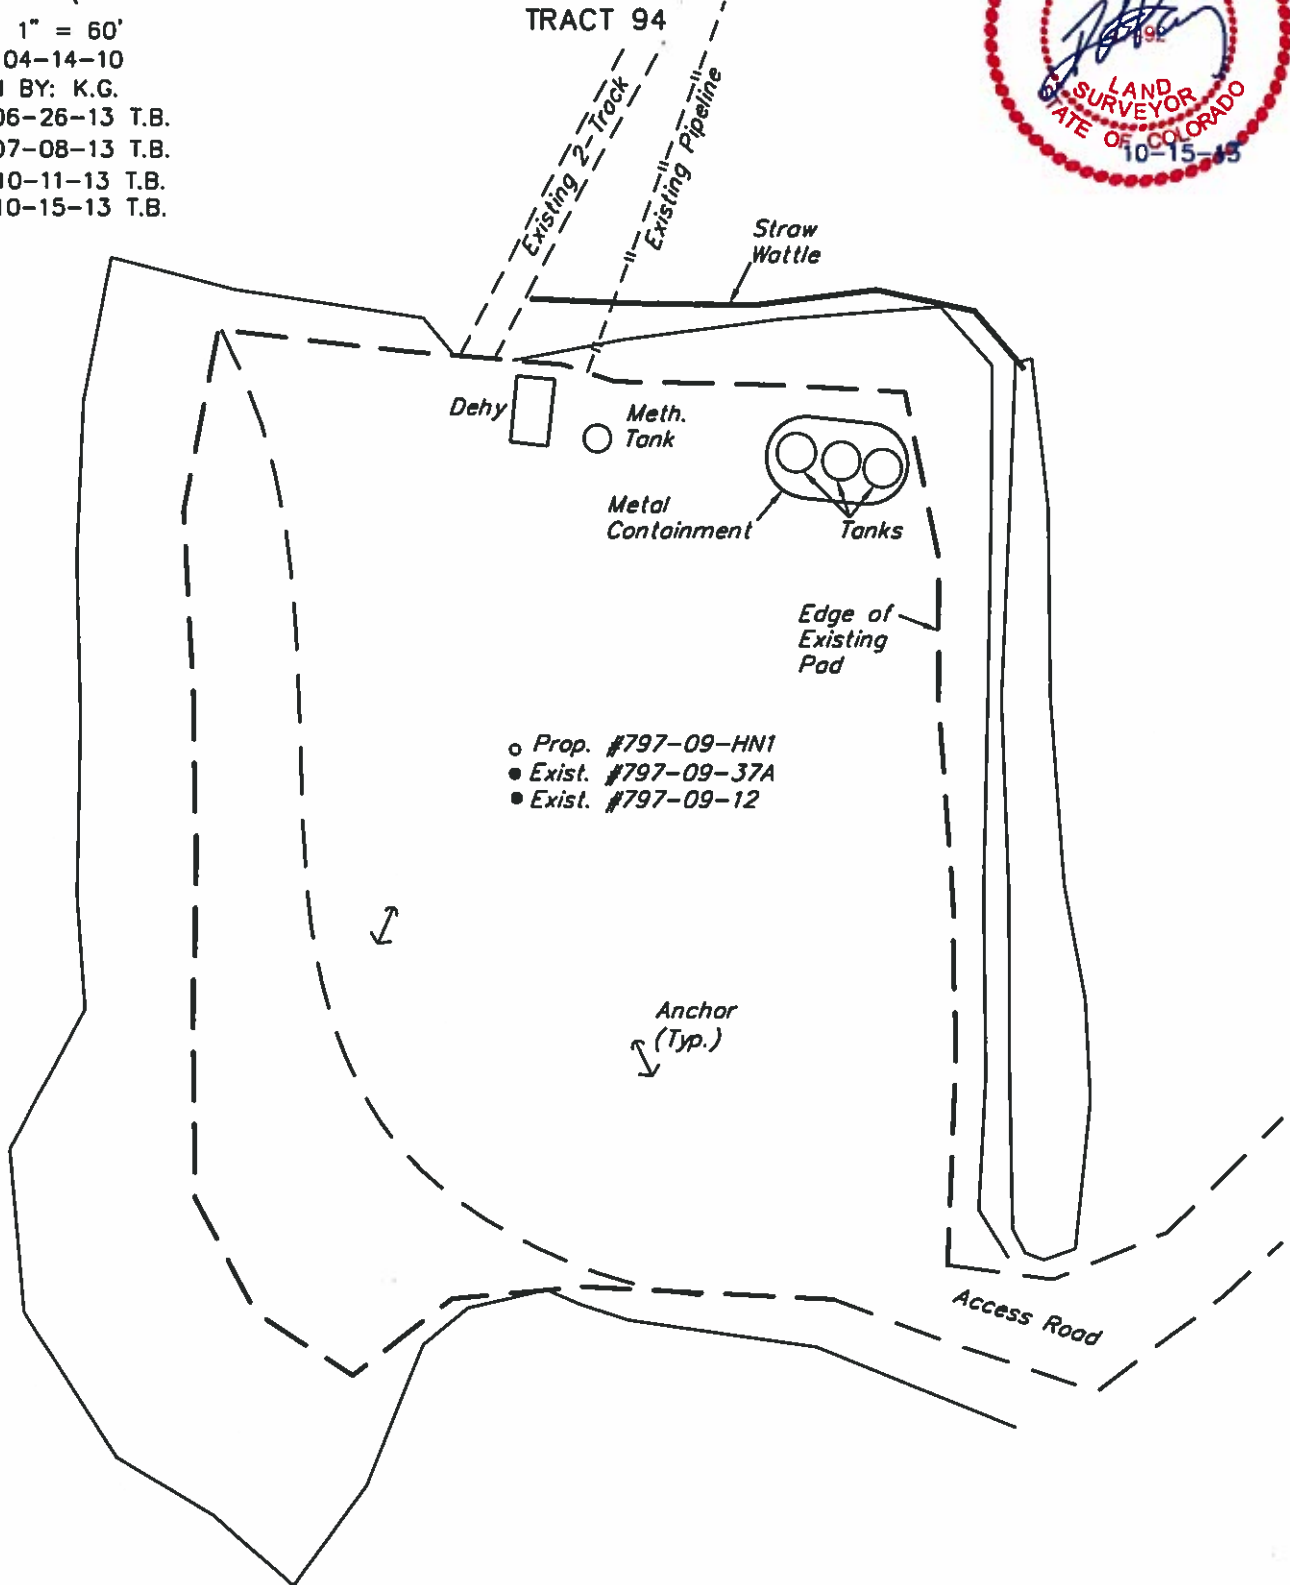 1" = 60'
04-14-10
BY: K.G.
06-26-13 T.B.
07-08-13 T.B.
10-11-13 T.B.
10-15-13 T.B.
TRACT 94
LAND
SURVEYOR
STATE OF COLORADO
10-15-13
Existing 2-Track
Existing Pipeline
Straw
Wattle
Dehy
Meth.
Tank
Metal
Containment
Tanks
Edge of
Existing
Pad
Prop. #797-09-HN1
Exist. #797-09-37A
Exist. #797-09-12
Anchor
(Typ.)
Access Road